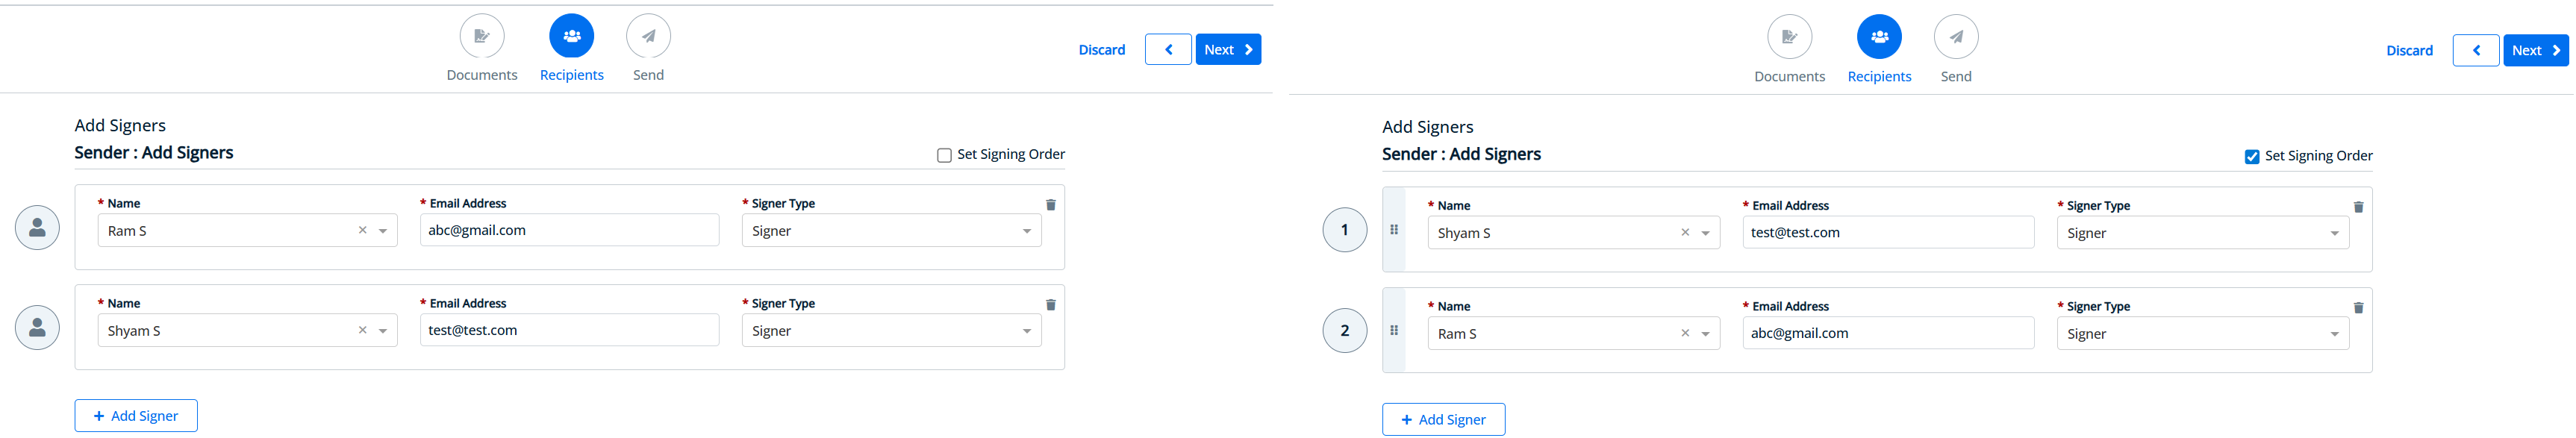 Documents Recipients Send
Discard Next
Add Signers
Sender : Add Signers
Set Signing Order
* Name * Email Address * Signer Type
Ram S × abc@gmail.com Signer
* Name * Email Address * Signer Type
Shyam S × test@test.com Signer
+ Add Signer
Documents Recipients Send
Discard Next
Add Signers
Sender : Add Signers
Set Signing Order
1
* Name * Email Address * Signer Type
Shyam S × test@test.com Signer
2
* Name * Email Address * Signer Type
Ram S × abc@gmail.com Signer
+ Add Signer